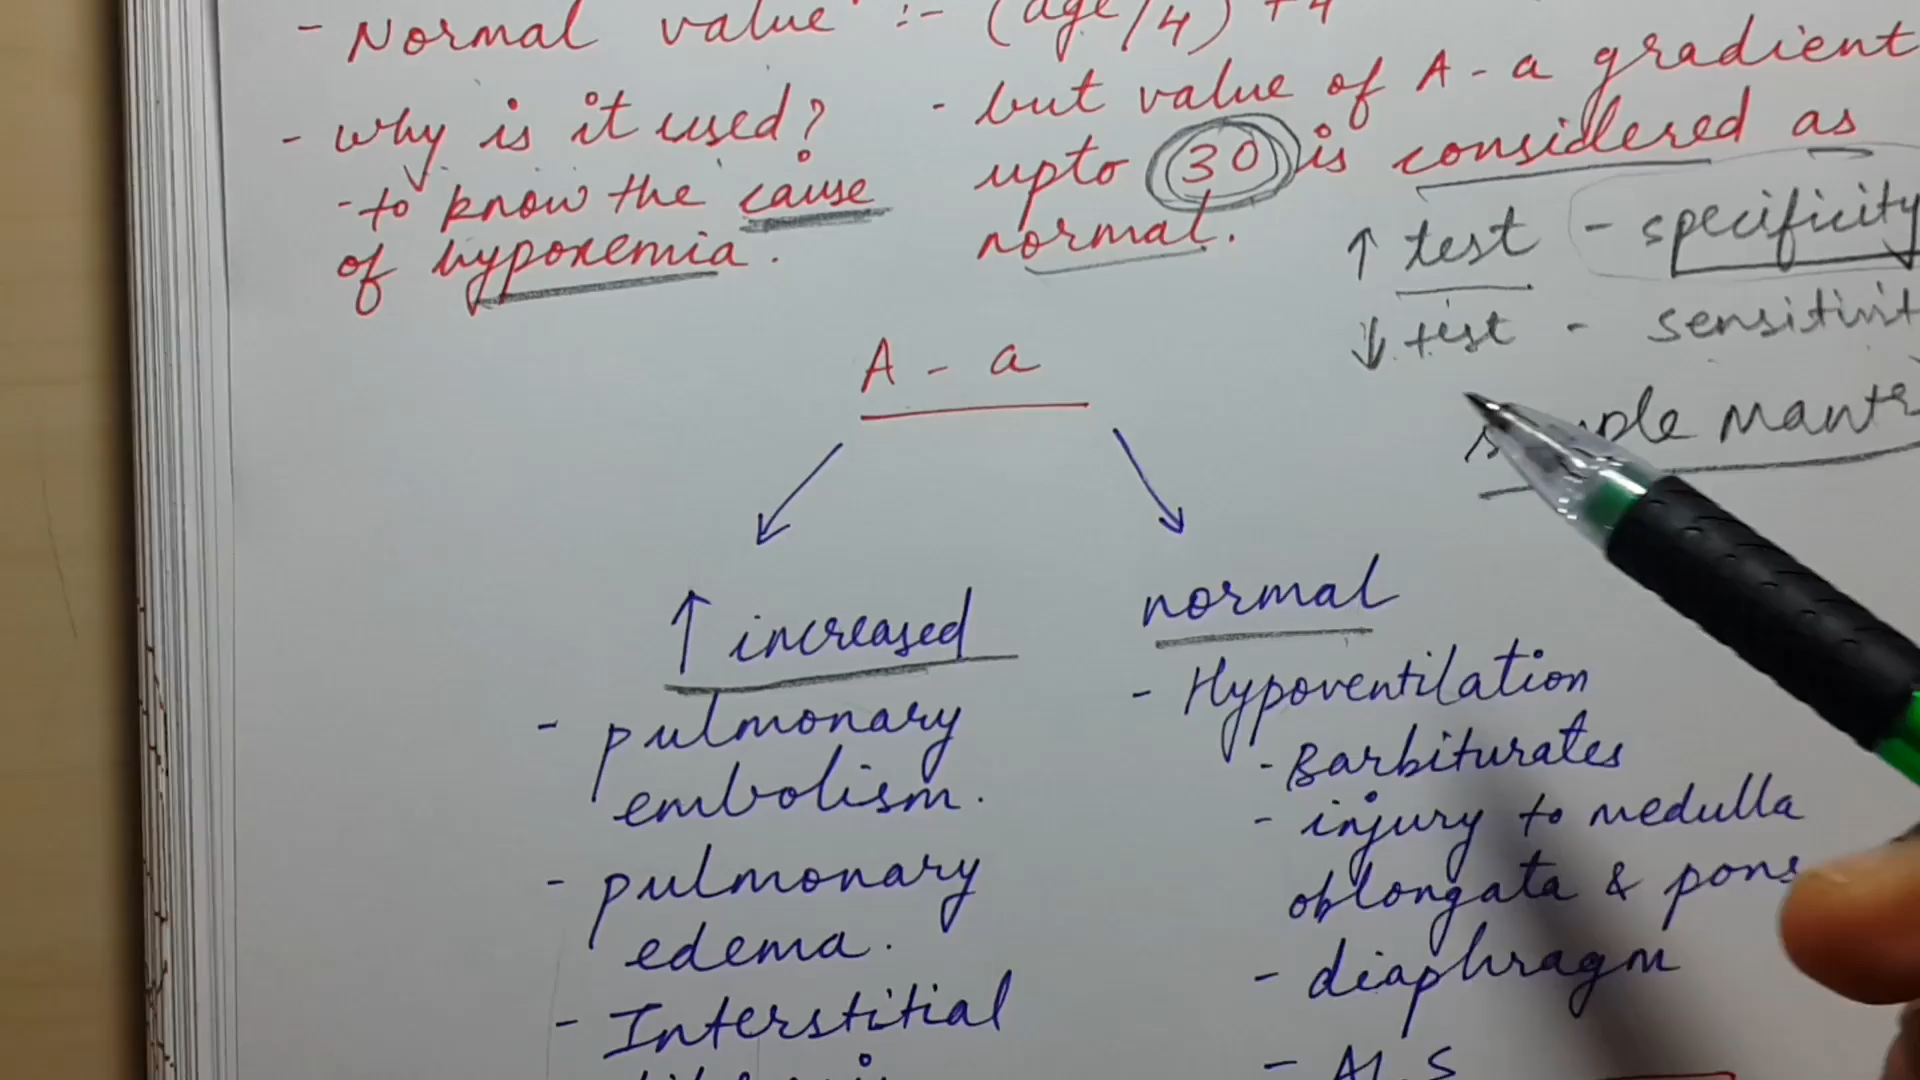 - Normal value :- (age/4) +4
- why is it used?
- to know the cause
of hypoxemia.
- but value of A-a gradient
upto 30 is considered as
normal.
↑ test - specificity
↓ test - sensitivit
A - a
↑ increased
- pulmonary
embolism.
- pulmonary
edema.
- Interstitial
normal
- Hypoventilation
- Barbiturates
- injury to medulla
oblongata & pons
- diaphragm
- ALS